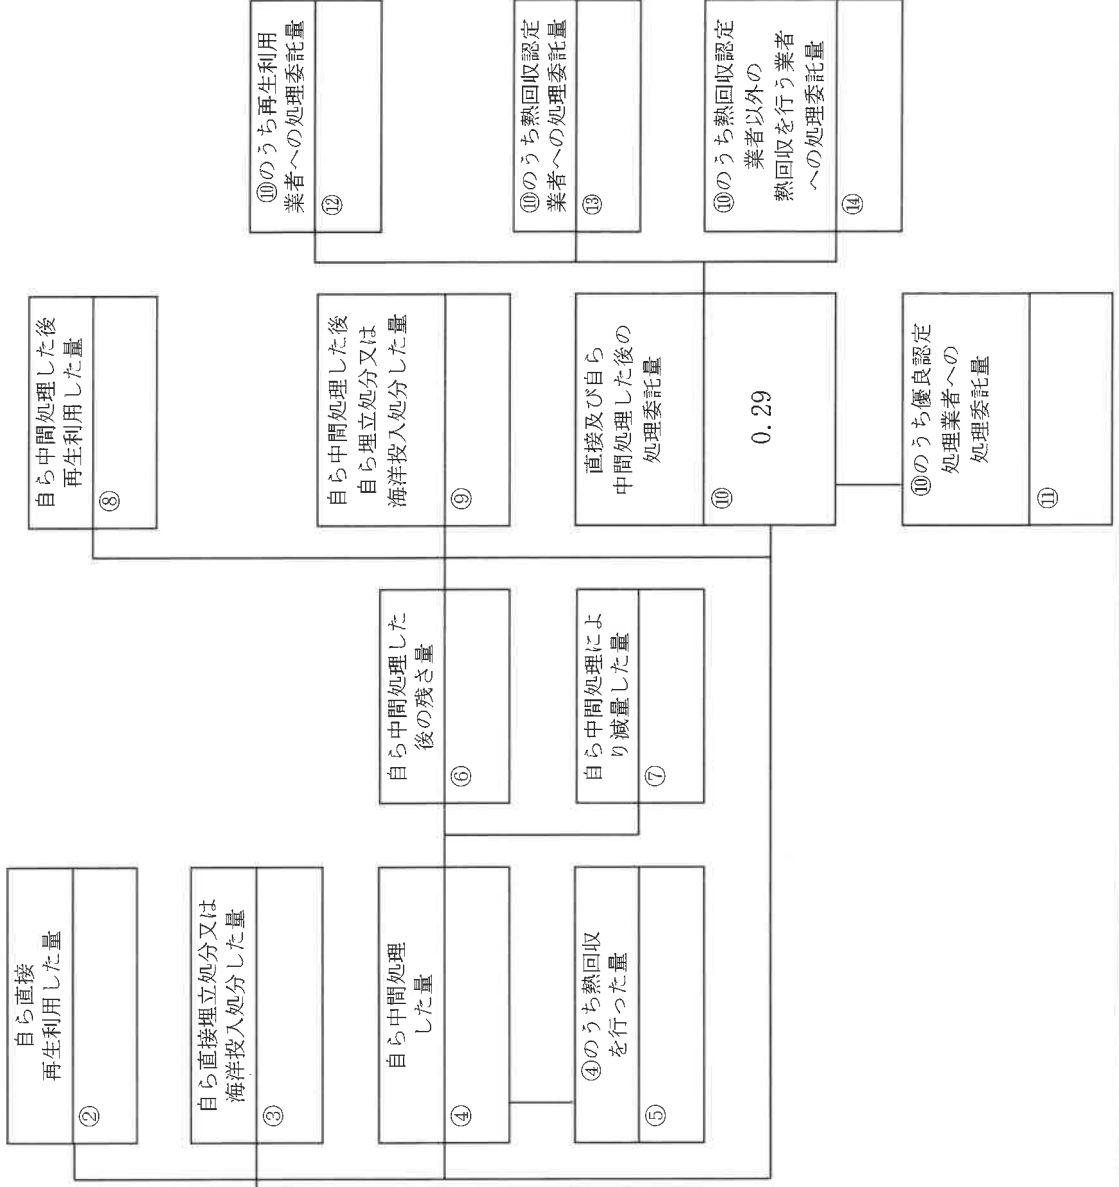 自ら直接
再生利用した量
②
自ら直接埋立処分又は
海洋投入処分した量
③
自ら中間処理
した量
④
④のうち熱回収
を行った量
⑤
自ら中間処理した
後の残さ量
⑥
自ら中間処理によ
り減量した量
⑦
自ら中間処理した後
再生利用した量
⑧
自ら中間処理した後
自ら埋立処分又は
海洋投入処分した量
⑨
直接及び自ら
中間処理した後の
処理委託量
⑩
0.29
⑩のうち優良認定
処理業者への
処理委託量
⑪
⑩のうち再生利用
業者への処理委託量
⑫
⑩のうち熱回収認定
業者への処理委託量
⑬
⑩のうち熱回収認定
業者以外の
熱回収を行う業者
への処理委託量
⑭